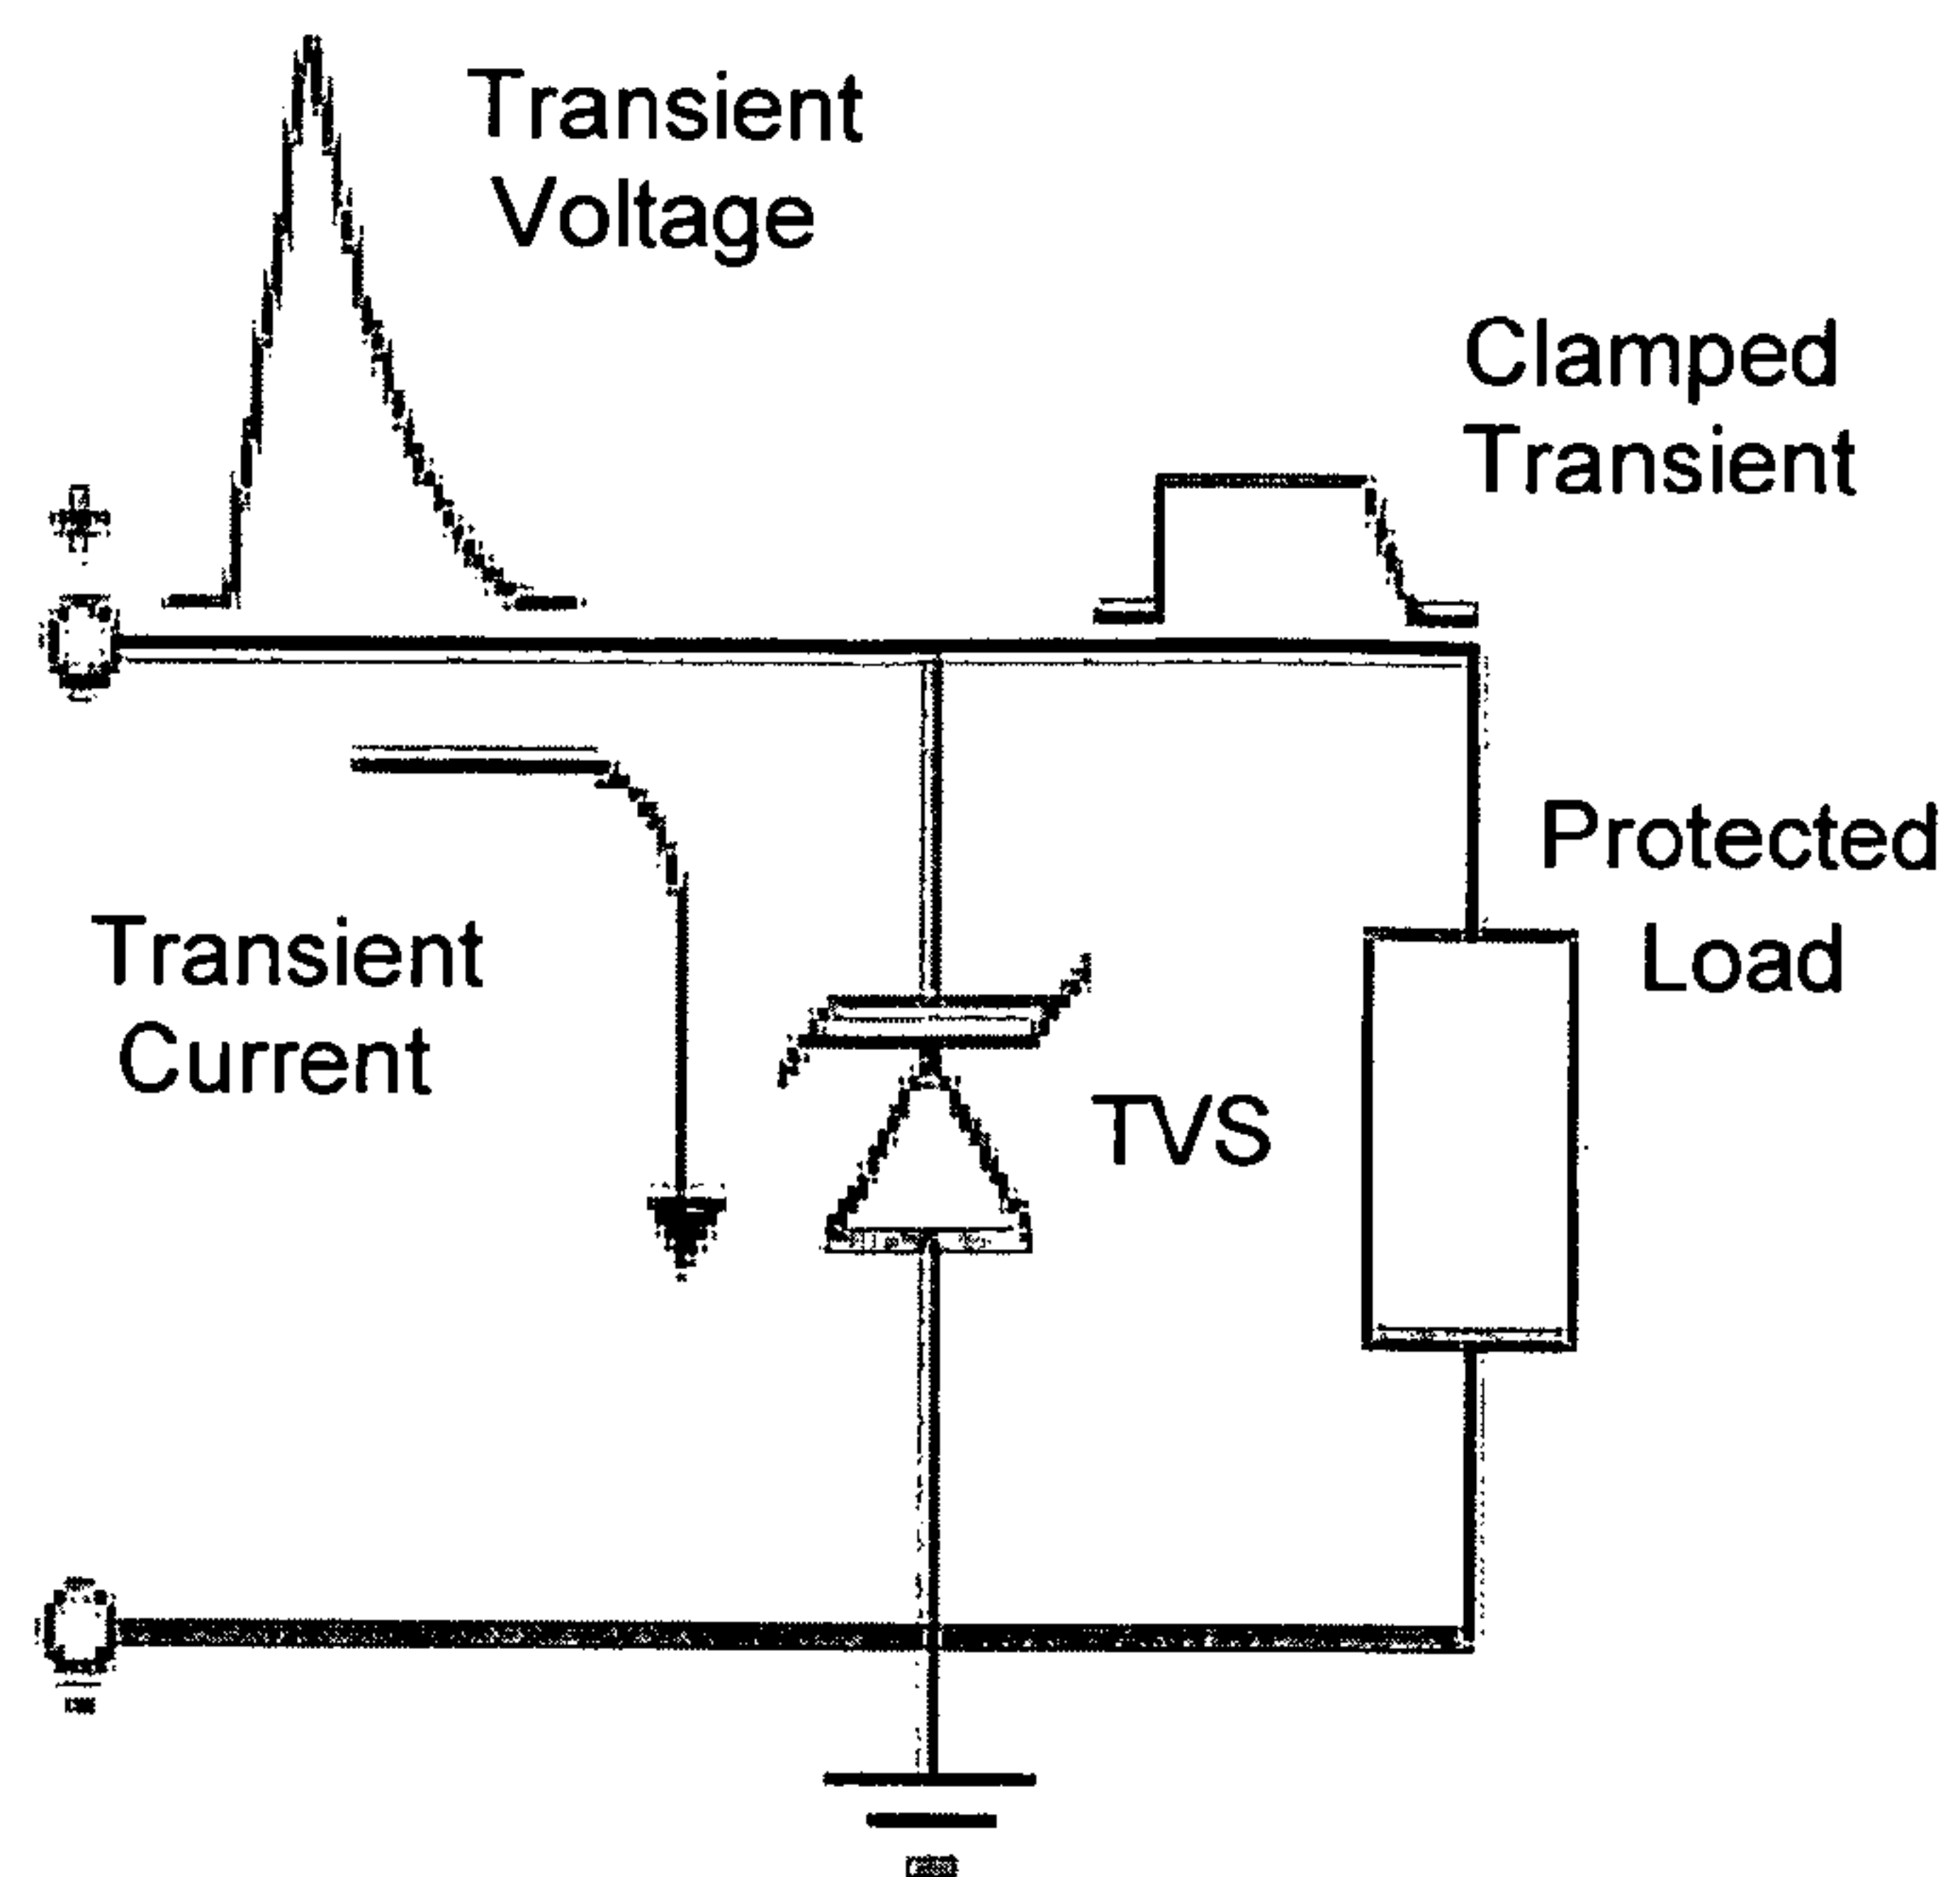 Transient
Voltage
Clamped
Transient
+
Protected
Load
Transient
Current
TVS